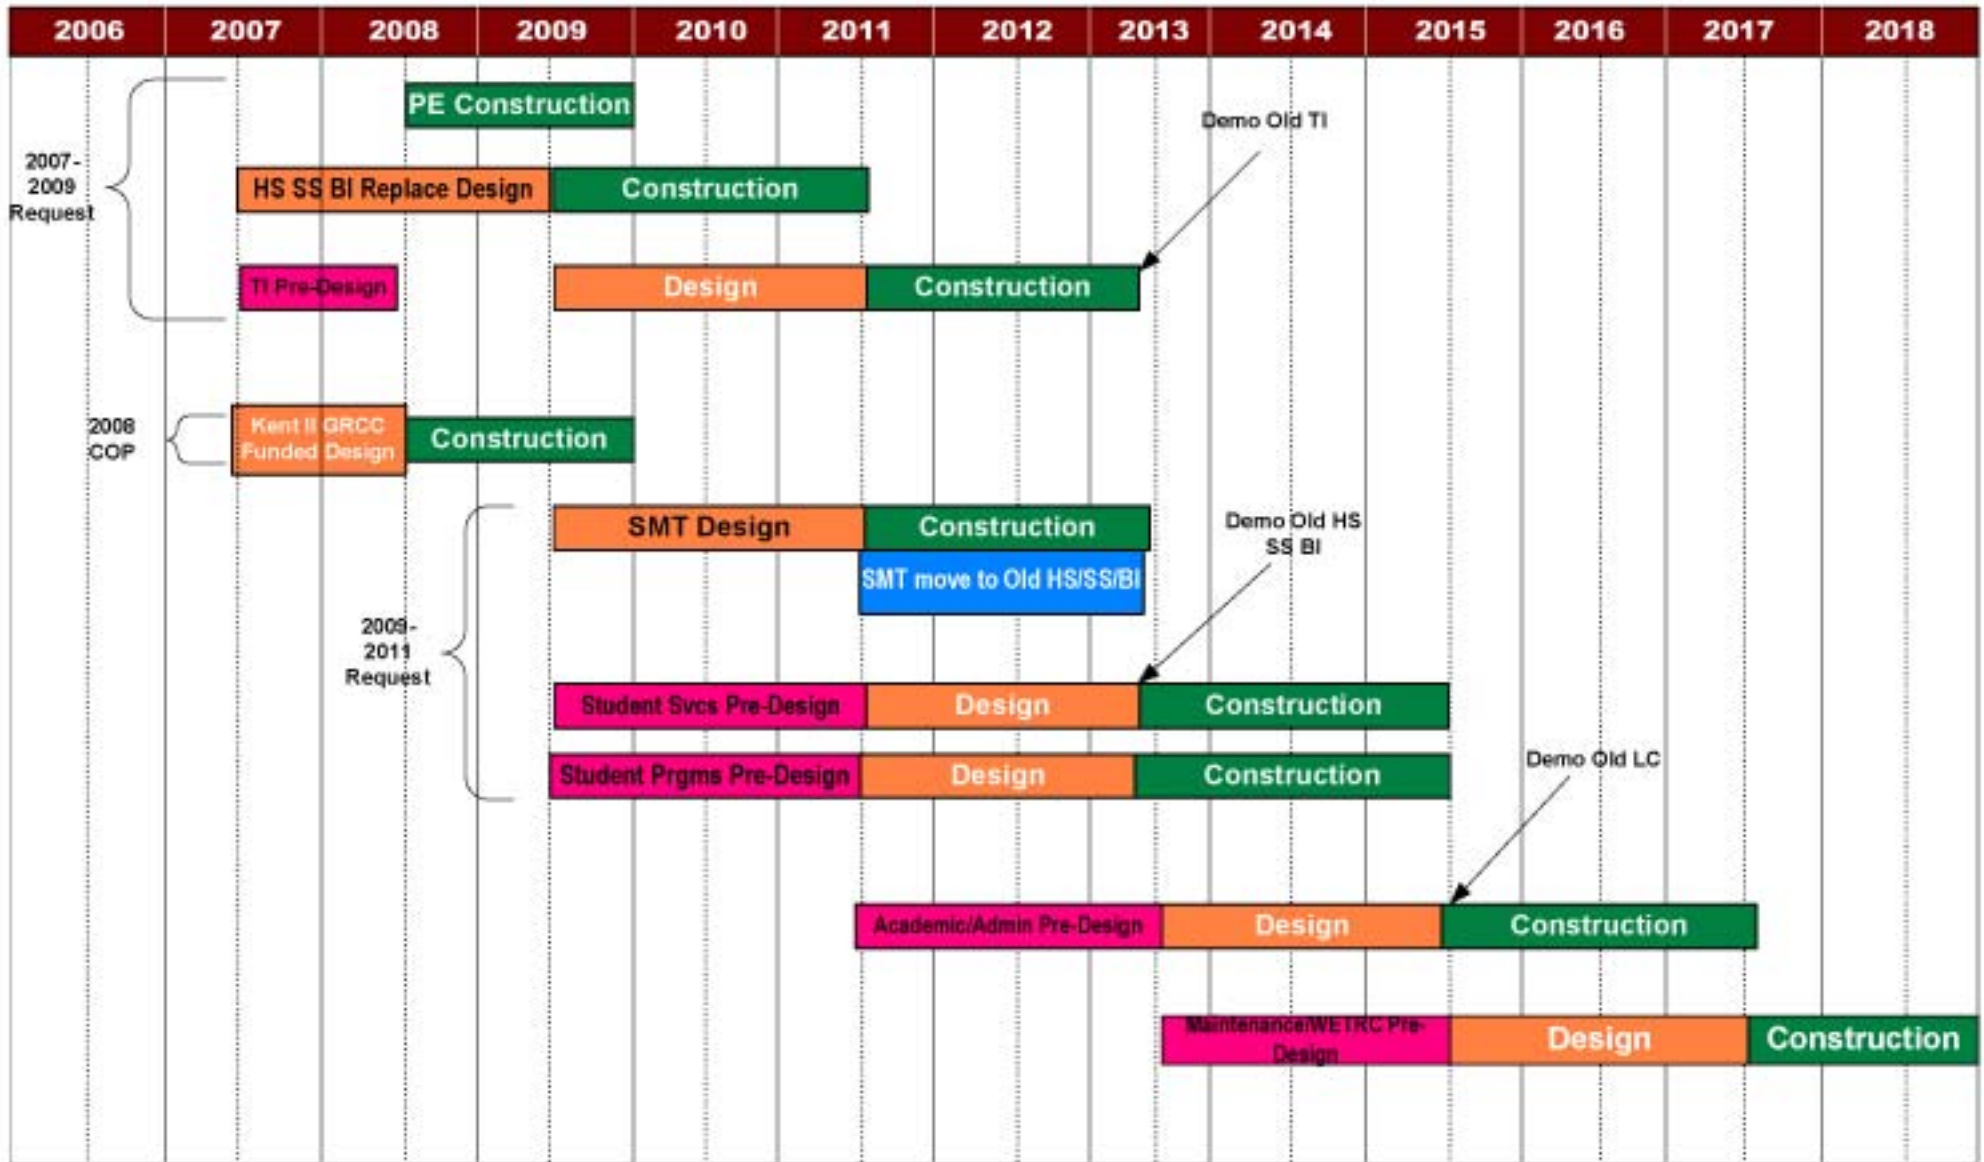 2006 2007 2008 2009 2010 2011 2012 2013 2014 2015 2016 2017 2018
PE Construction
Demo Old TI
2007-
2009
Request
HS SS BI Replace Design Construction
TI Pre-Design Design Construction
2008
COP
Kent II GRCC
Funded Design
Construction
2009-
2011
Request
SMT Design Construction
SMT move to Old HS/SS/BI
Demo Old HS
SS BI
Student Svcs Pre-Design Design Construction
Student Prgms Pre-Design Design Construction
Demo Old LC
Academic/Admin Pre-Design Design Construction
Maintenance/WETRC Pre-
Design
Design Construction